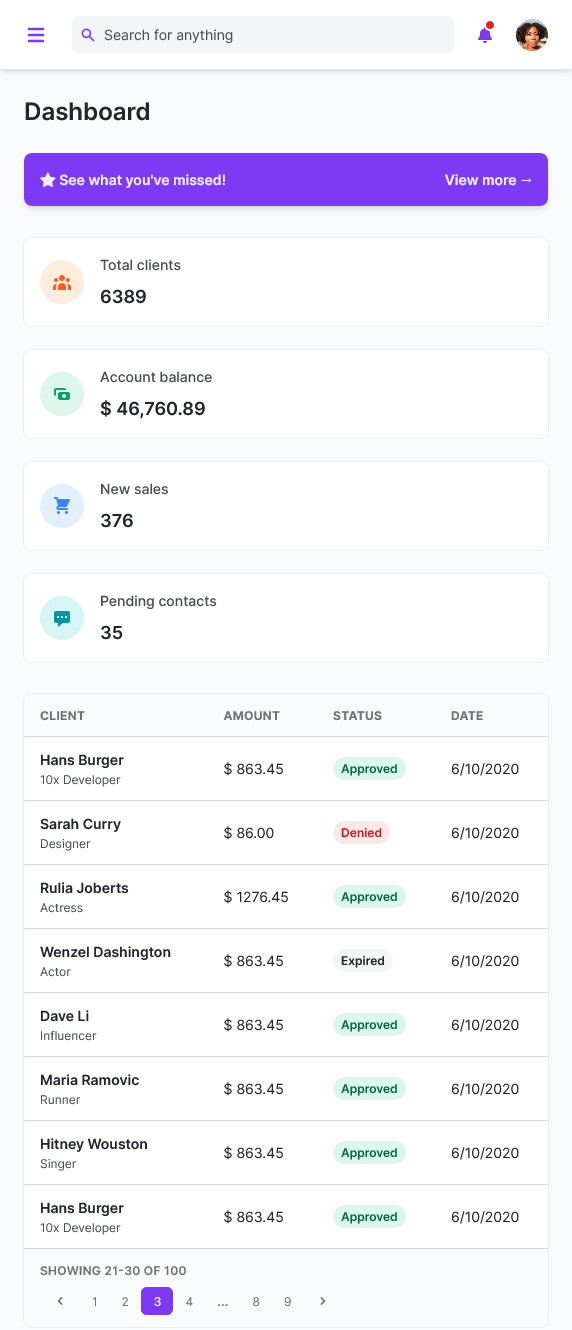 Search for anything
Dashboard
See what you've missed! View more →
Total clients
6389
Account balance
$ 46,760.89
New sales
376
Pending contacts
35
CLIENT AMOUNT STATUS DATE
Hans Burger
10x Developer
$ 863.45 Approved 6/10/2020
Sarah Curry
Designer
$ 86.00 Denied 6/10/2020
Rulia Joberts
Actress
$ 1276.45 Approved 6/10/2020
Wenzel Dashington
Actor
$ 863.45 Expired 6/10/2020
Dave Li
Influencer
$ 863.45 Approved 6/10/2020
Maria Ramovic
Runner
$ 863.45 Approved 6/10/2020
Hitney Wouston
Singer
$ 863.45 Approved 6/10/2020
Hans Burger
10x Developer
$ 863.45 Approved 6/10/2020
SHOWING 21-30 OF 100
1 2 3 4 ... 8 9